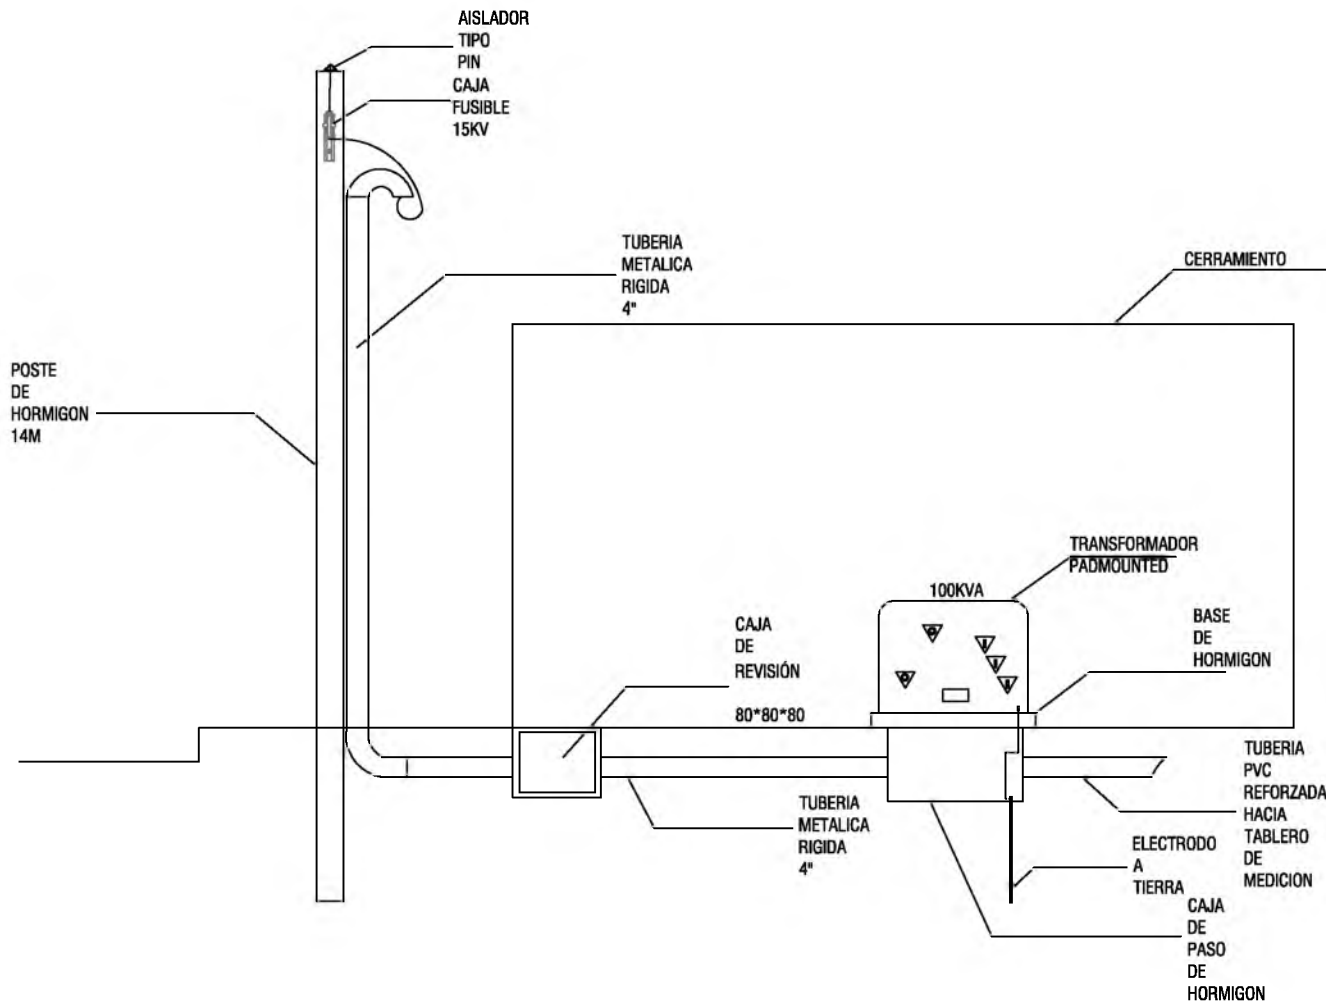 AISLADOR
TIPO
PIN
CAJA
FUSIBLE
15KV
TUBERIA
METALICA
RIGIDA
4"
CERRAMIENTO
POSTE
DE
HORMIGON
14M
TRANSFORMADOR
PADMOUNTED
100KVA
BASE
DE
HORMIGON
CAJA
DE
REVISIÓN
80*80*80
TUBERIA
METALICA
RIGIDA
4"
TUBERIA
PVC
REFORZADA
HACIA
TABLERO
DE
MEDICION
ELECTRODO
A
TIERRA
CAJA
DE
PASO
DE
HORMIGON